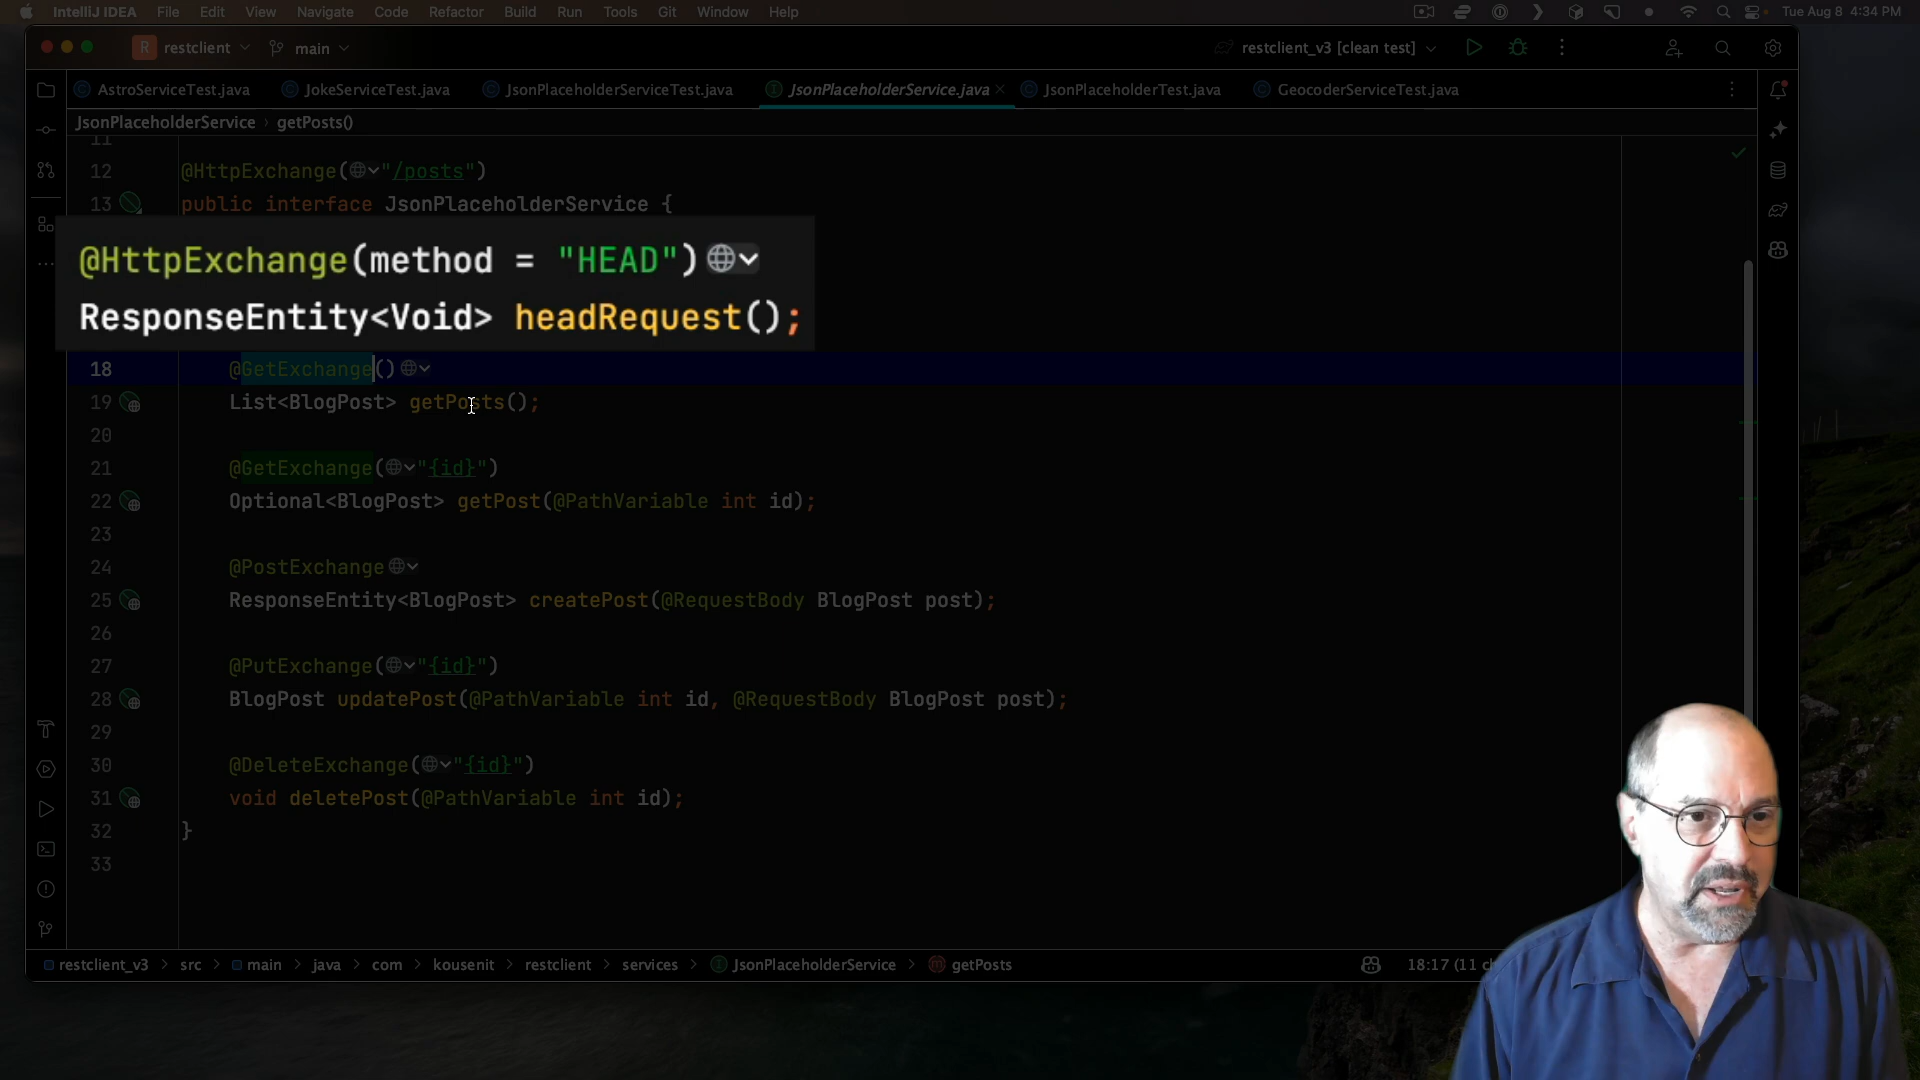 IntelliJ IDEA File Edit View Navigate Code Refactor Build Run Tools Git Window Help Tue Aug 8 4:34 PM
R restclient main restclient_v3 [clean test]
AstroServiceTest.java JokeServiceTest.java JsonPlaceholderServiceTest.java JsonPlaceholderService.java JsonPlaceholderTest.java GeocoderServiceTest.java
JsonPlaceholderService getPosts()
11
12 @HttpExchange("/posts")
13 public interface JsonPlaceholderService {
@HttpExchange(method = "HEAD")
ResponseEntity<Void> headRequest();
18 @GetExchange()
19 List<BlogPost> getPosts();
20
21 @GetExchange("{id}")
22 Optional<BlogPost> getPost(@PathVariable int id);
23
24 @PostExchange
25 ResponseEntity<BlogPost> createPost(@RequestBody BlogPost post);
26
27 @PutExchange("{id}")
28 BlogPost updatePost(@PathVariable int id, @RequestBody BlogPost post);
29
30 @DeleteExchange("{id}")
31 void deletePost(@PathVariable int id);
32 }
33
restclient_v3 src main java com kousenit restclient services JsonPlaceholderService getPosts 18:17 (11